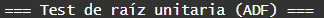 === Test de raíz unitaria (ADF) ===